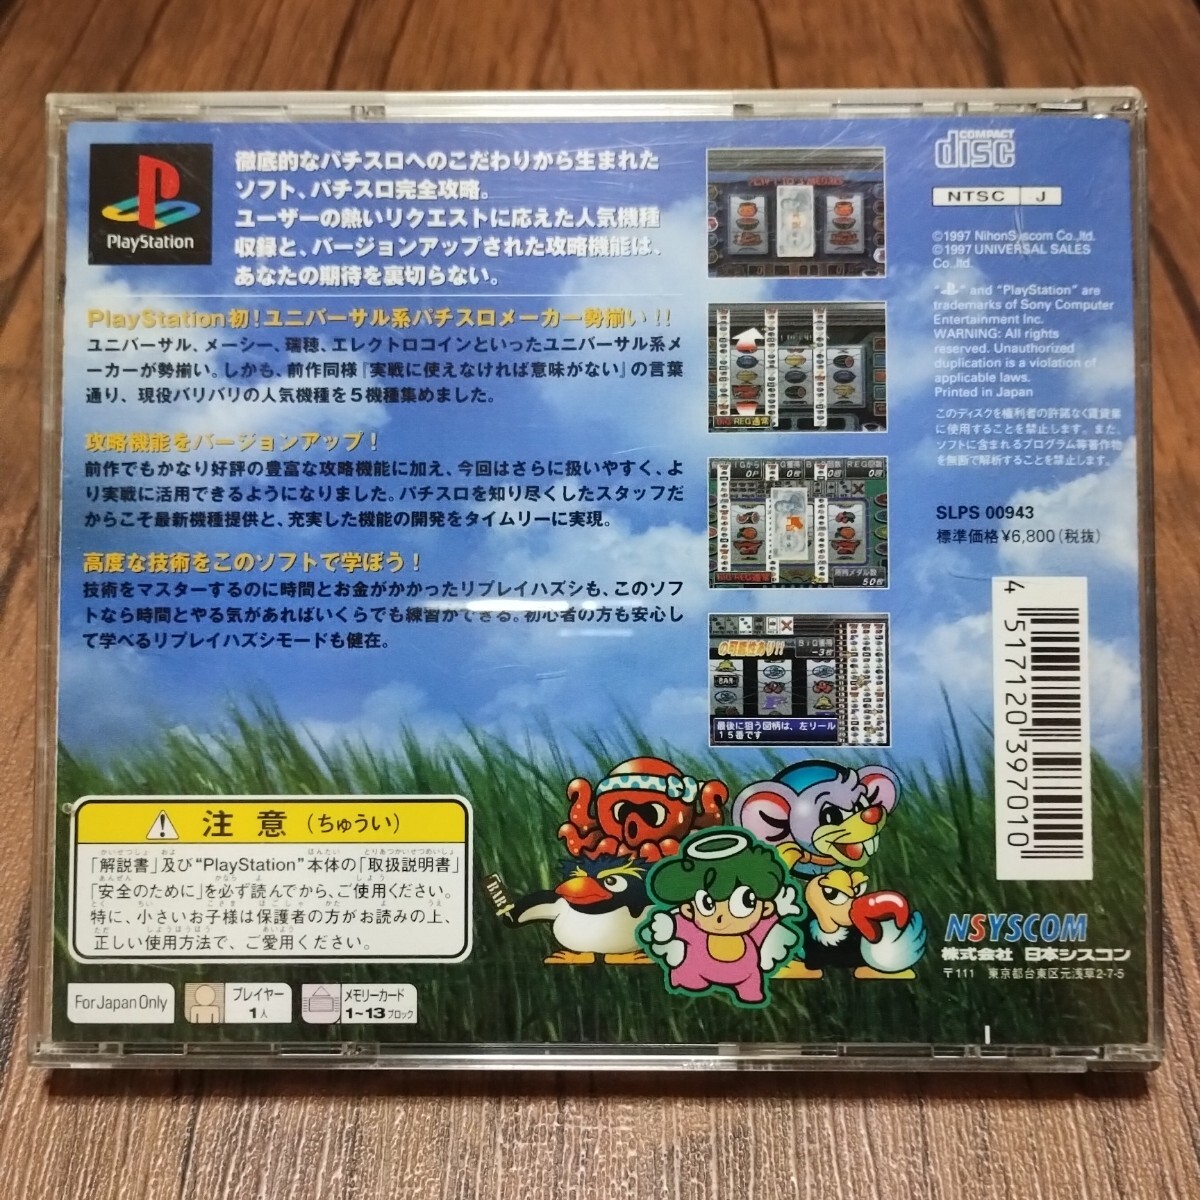 PlayStation
徹底的なパチスロへのこだわりから生まれた
ソフト、パチスロ完全攻略。
ユーザーの熱いリクエストに応えた人気機種
収録と、バージョンアップされた攻略機能は、
あなたの期待を裏切らない。
PlayStation初！ユニバーサル系パチスロメーカー勢揃い！！
ユニバーサル、メーシー、瑞穂、エレクトロコインといったユニバーサル系メ
ーカーが勢揃い。しかも、前作同様『実戦に使えなければ意味がない』の言葉
通り、現役バリバリの人気機種を５機種集めました。
攻略機能をバージョンアップ！
前作でもかなり好評の豊富な攻略機能に加え、今回はさらに扱いやすく、よ
り実戦に活用できるようになりました。パチスロを知り尽くしたスタッフだ
からこそ最新機種提供と、充実した機能の開発をタイムリーに実現。
高度な技術をこのソフトで学ぼう！
技術をマスターするのに時間とお金がかかったリプレイハズシも、このソフ
トなら時間とやる気があればいくらでも練習ができる。初心者の方も安心し
て学べるリプレイハズシモードも健在。
BIG REG通常
BIG REG通常
所持メダル数
50枚
BIG獲得
-3枚
BAR
最後に狙う図柄は、左リール
１５番です
COMPACT
disc
NTSC J
©1997 NihonSyscom Co.,ltd.
©1997 UNIVERSAL SALES
Co.,ltd.
" " and "PlayStation" are
trademarks of Sony Computer
Entertainment Inc.
WARNING: All rights
reserved. Unauthorized
duplication is a violation of
applicable laws.
Printed in Japan
このディスクを権利者の許諾なく賃貸業
に使用することを禁止します。また、
ソフトに含まれるプログラム等著作物
を無断で解析することを禁止します。
SLPS 00943
標準価格¥6,800(税抜)
4 517120 397010
注意（ちゅうい）
「解説書」及び"PlayStation"本体の「取扱説明書」
「安全のために」を必ず読んでから、ご使用ください。
特に、小さいお子様は保護者の方がお読みの上、
正しい使用方法で、ご愛用ください。
For Japan Only
プレイヤー
1人
メモリーカード
1~13ブロック
BAR
NSYSCOM
株式会社 日本シスコン
〒111 東京都台東区元浅草2-7-5